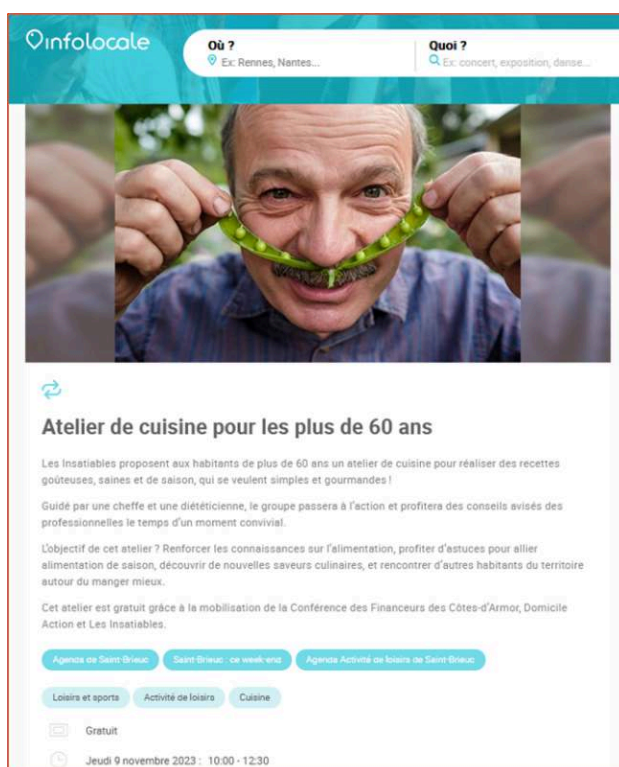 infolocale
Où ?
Ex: Rennes, Nantes...
Quoi ?
Ex: concert, exposition, danse...
Atelier de cuisine pour les plus de 60 ans
Les Insatiables proposent aux habitants de plus de 60 ans un atelier de cuisine pour réaliser des recettes
goûteuses, saines et de saison, qui se veulent simples et gourmandes !
Guidé par une cheffe et une diététicienne, le groupe passera à l'action et profitera des conseils avisés des
professionnelles le temps d'un moment convivial.
L'objectif de cet atelier ? Renforcer les connaissances sur l'alimentation, profiter d'astuces pour allier
alimentation de saison, découvrir de nouvelles saveurs culinaires, et rencontrer d'autres habitants du territoire
autour du manger mieux.
Cet atelier est gratuit grâce à la mobilisation de la Conférence des Financeurs des Côtes-d'Armor, Domicile
Action et Les Insatiables.
Agenda de Saint-Brieuc Saint-Brieuc : ce week-end Agenda Activité de loisirs de Saint-Brieuc
Loisirs et sports Activité de loisirs Cuisine
Gratuit
Jeudi 9 novembre 2023 : 10:00 - 12:30